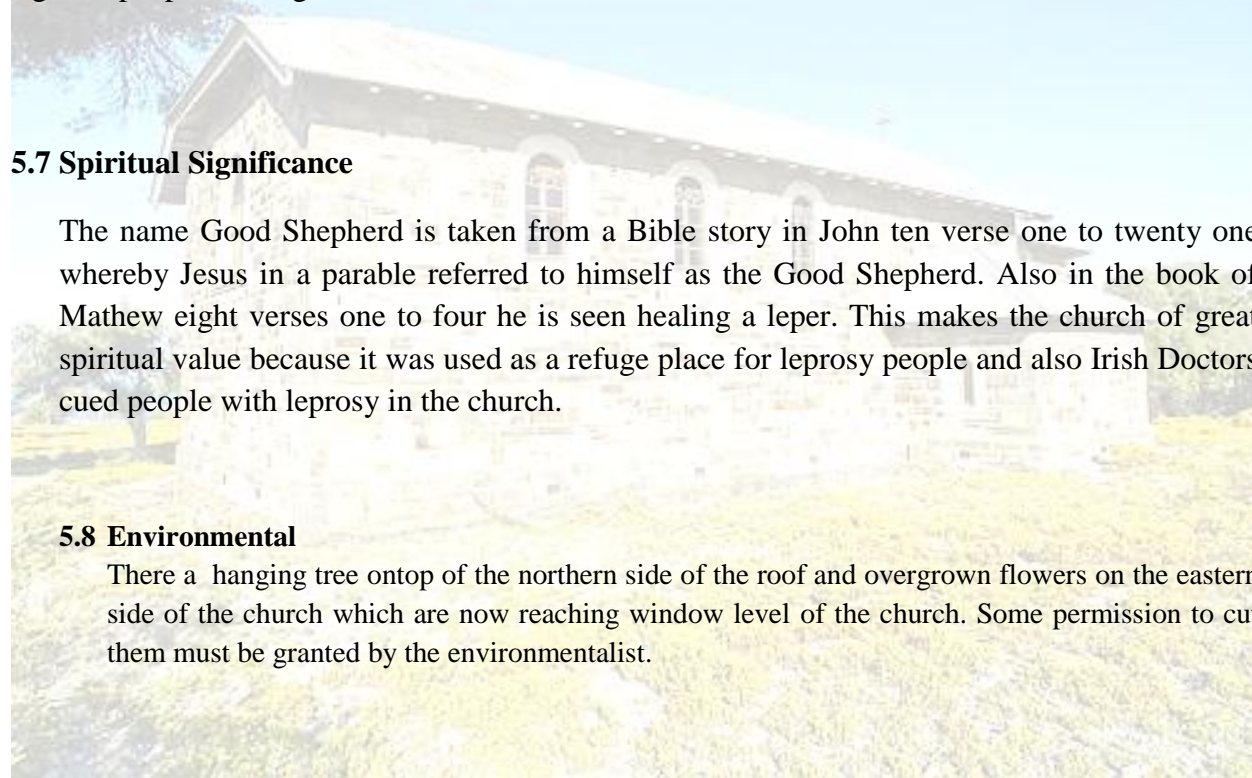 5.7 Spiritual Significance
The name Good Shepherd is taken from a Bible story in John ten verse one to twenty one
whereby Jesus in a parable referred to himself as the Good Shepherd. Also in the book of
Mathew eight verses one to four he is seen healing a leper. This makes the church of great
spiritual value because it was used as a refuge place for leprosy people and also Irish Doctors
cued people with leprosy in the church.
5.8 Environmental
There a hanging tree ontop of the northern side of the roof and overgrown flowers on the eastern
side of the church which are now reaching window level of the church. Some permission to cut
them must be granted by the environmentalist.